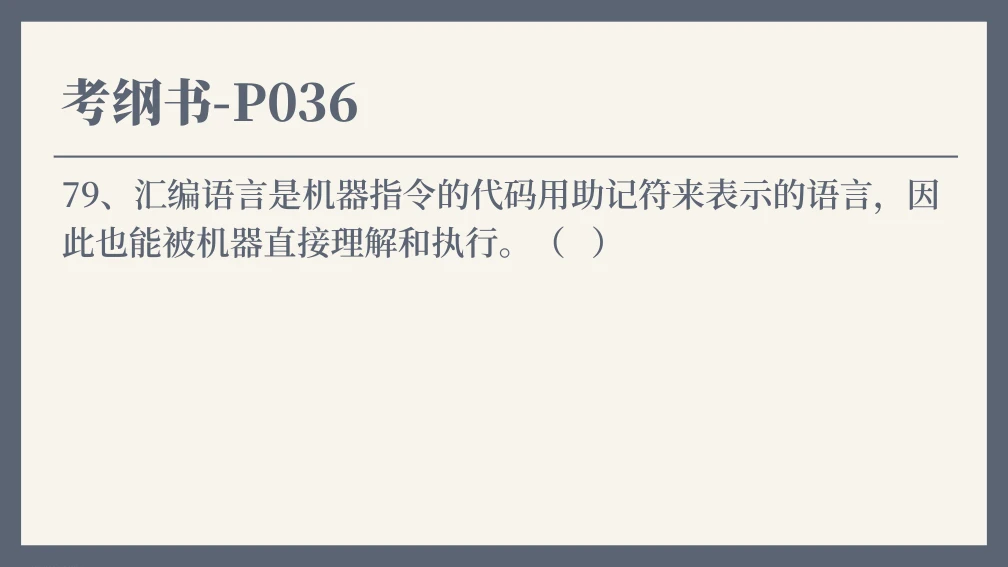 考纲书-P036
79、汇编语言是机器指令的代码用助记符来表示的语言，因
此也能被机器直接理解和执行。（  ）